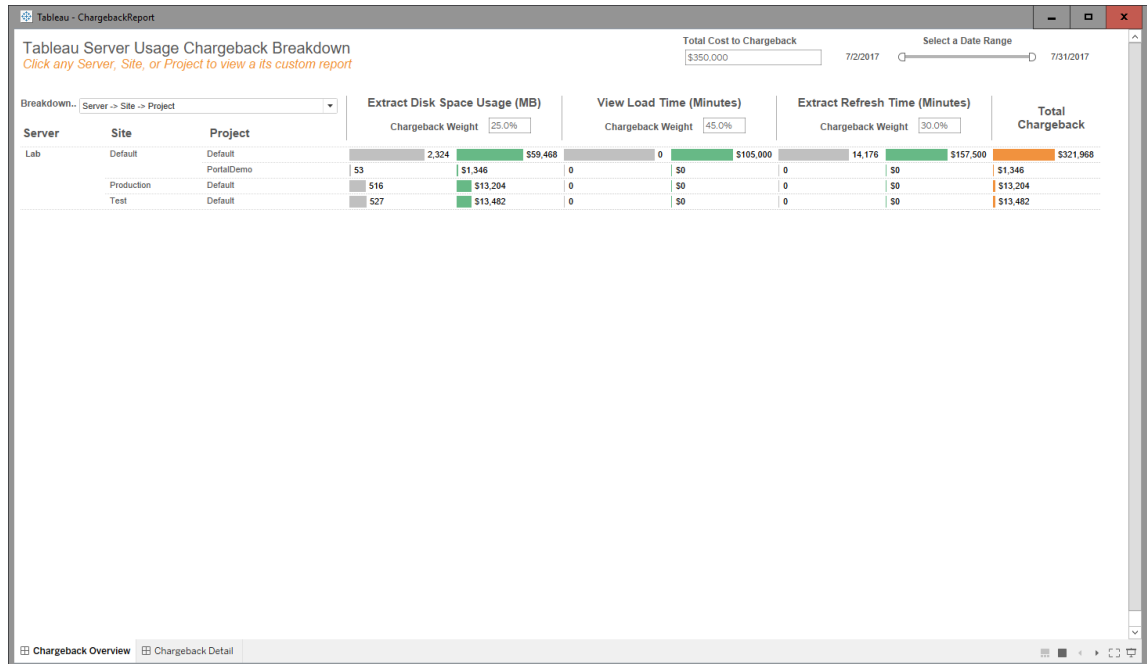 Tableau - ChargebackReport
Tableau Server Usage Chargeback Breakdown
Click any Server, Site, or Project to view a its custom report
Total Cost to Chargeback
$350,000
Select a Date Range
7/2/2017 7/31/2017
Breakdown.. Server -> Site -> Project
Extract Disk Space Usage (MB) View Load Time (Minutes) Extract Refresh Time (Minutes) Total Chargeback
Chargeback Weight 25.0% Chargeback Weight 45.0% Chargeback Weight 30.0%
Server Site Project
Lab Default Default 2,324 $59,468 0 $105,000 14,176 $157,500 $321,968
PortalDemo 53 $1,346 0 $0 0 $0 $1,346
Production Default 516 $13,204 0 $0 0 $0 $13,204
Test Default 527 $13,482 0 $0 0 $0 $13,482
Chargeback Overview Chargeback Detail